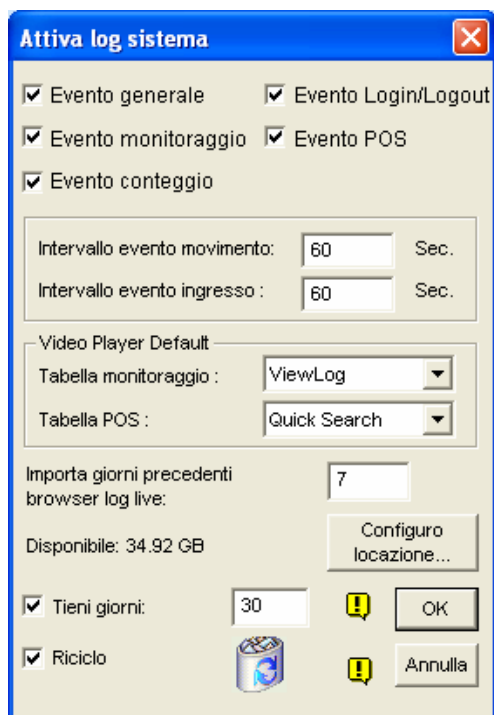 Attiva log sistema
Evento generale
Evento Login/Logout
Evento monitoraggio
Evento POS
Evento conteggio
Intervallo evento movimento: 60 Sec.
Intervallo evento ingresso : 60 Sec.
Video Player Default
Tabella monitoraggio : ViewLog
Tabella POS : Quick Search
Importa giorni precedenti
browser log live: 7
Disponibile: 34.92 GB
Configuro
locazione...
Tieni giorni: 30
OK
Riciclo
Annulla